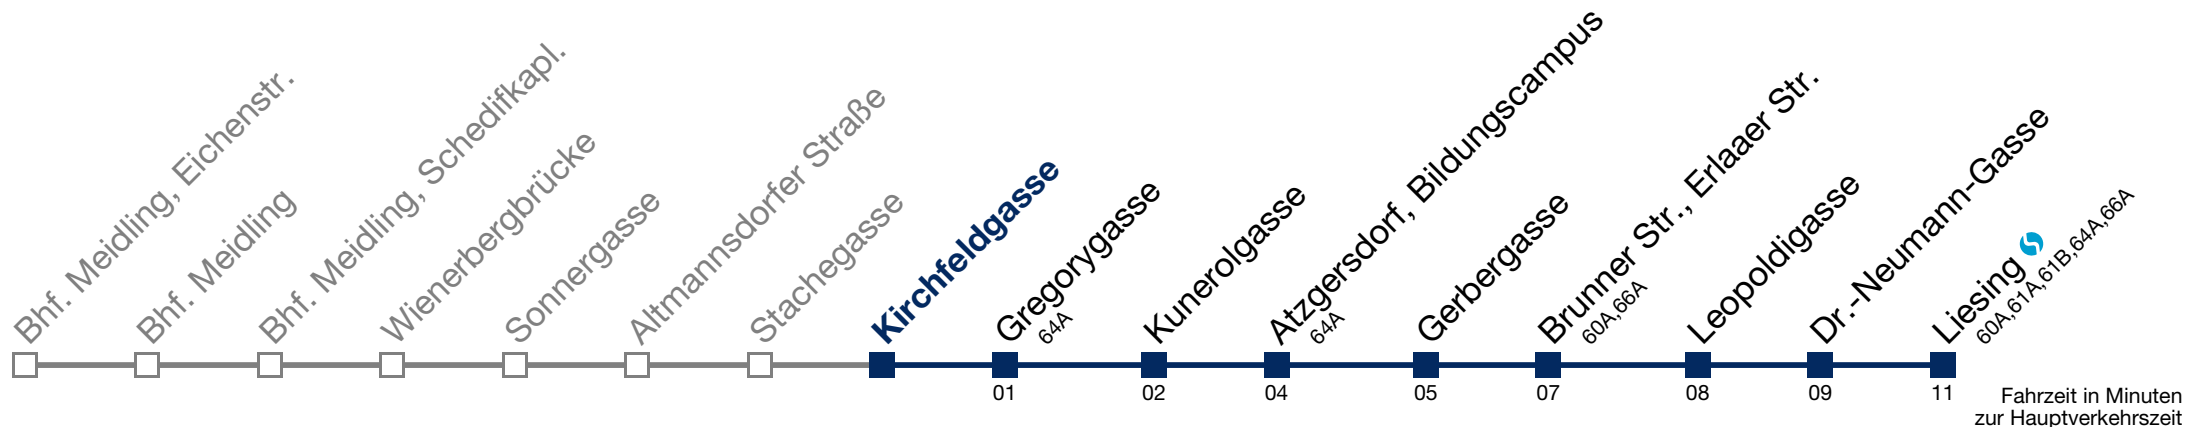 Bhf. Meidling, Eichenstr.
Bhf. Meidling
Bhf. Meidling, Schedifkapl.
Wienerbergbrücke
Sonnergasse
Altmannsdorfer Straße
Stachegasse
Kirchfeldgasse
Gregorygasse
64A
01
Kunerolgasse
02
Atzgersdorf, Bildungscampus
64A
04
Gerbergasse
05
Brunner Str., Erlaaer Str.
60A,66A
07
Leopoldigasse
08
Dr.-Neumann-Gasse
09
Liesing
60A,61A,61B,64A,66A
11
Fahrzeit in Minuten
zur Hauptverkehrszeit